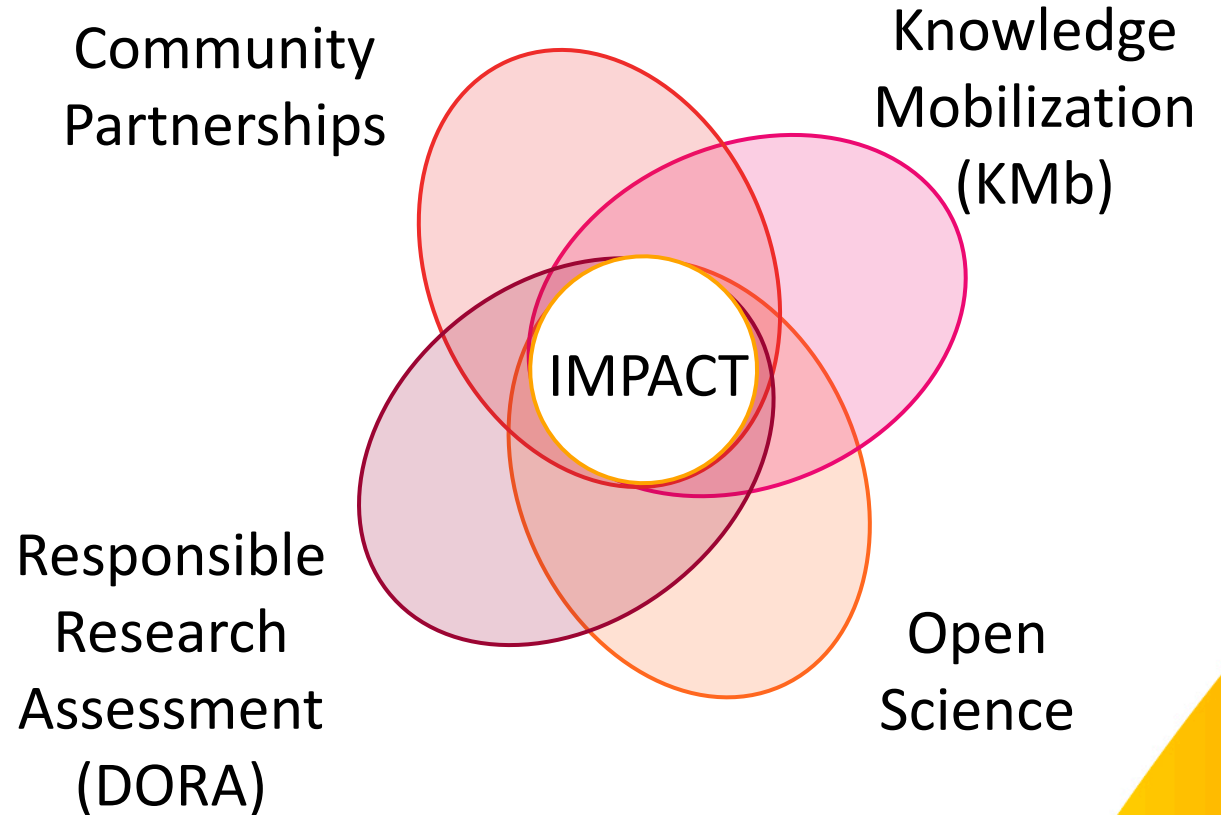 Community
Partnerships
Knowledge
Mobilization
(KMb)
IMPACT
Responsible
Research
Assessment
(DORA)
Open
Science